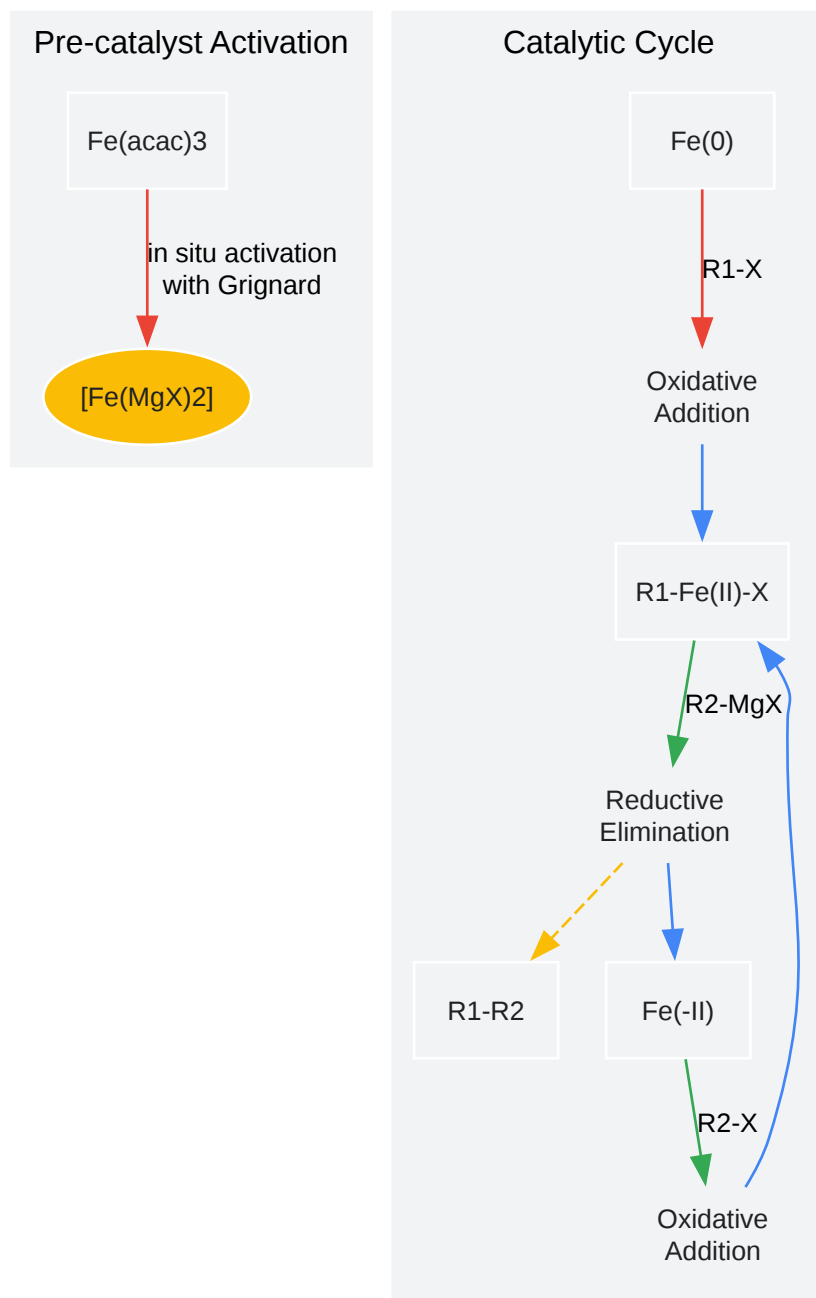 Pre-catalyst Activation
Fe(acac)3
in situ activation
with Grignard
[Fe(MgX)2]
Catalytic Cycle
Fe(0)
R1-X
Oxidative
Addition
R1-Fe(II)-X
R2-MgX
Reductive
Elimination
R1-R2
Fe(-II)
R2-X
Oxidative
Addition